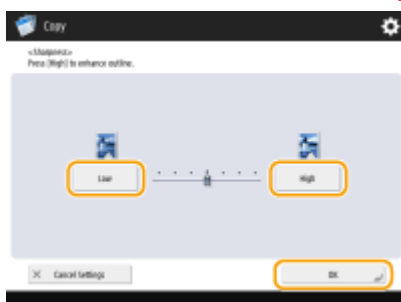 Copy
<Sharpness>
Press [High] to enhance outline.
Low
High
Cancel Settings
OK